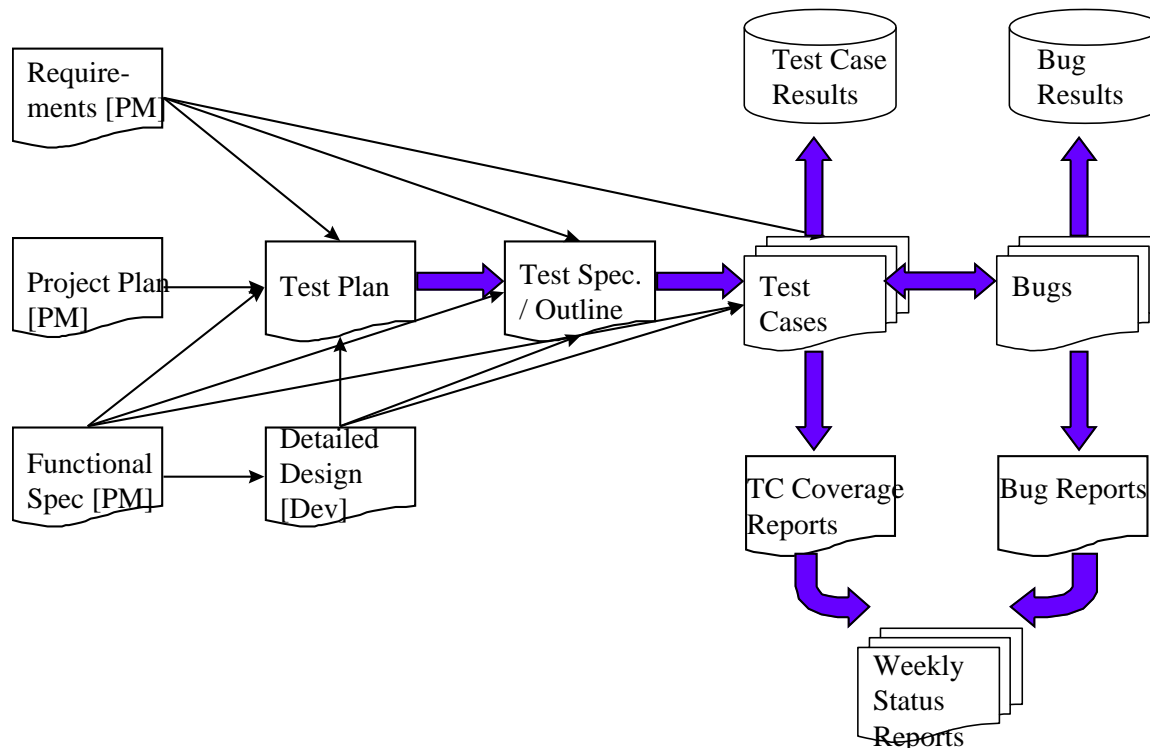 Test Case
Results
Bug
Results
Require-
ments [PM]
Project Plan
[PM]
Test Plan
Test Spec.
/ Outline
Test
Cases
Bugs
Functional
Spec [PM]
Detailed
Design
[Dev]
TC Coverage
Reports
Bug Reports
Weekly
Status
Reports